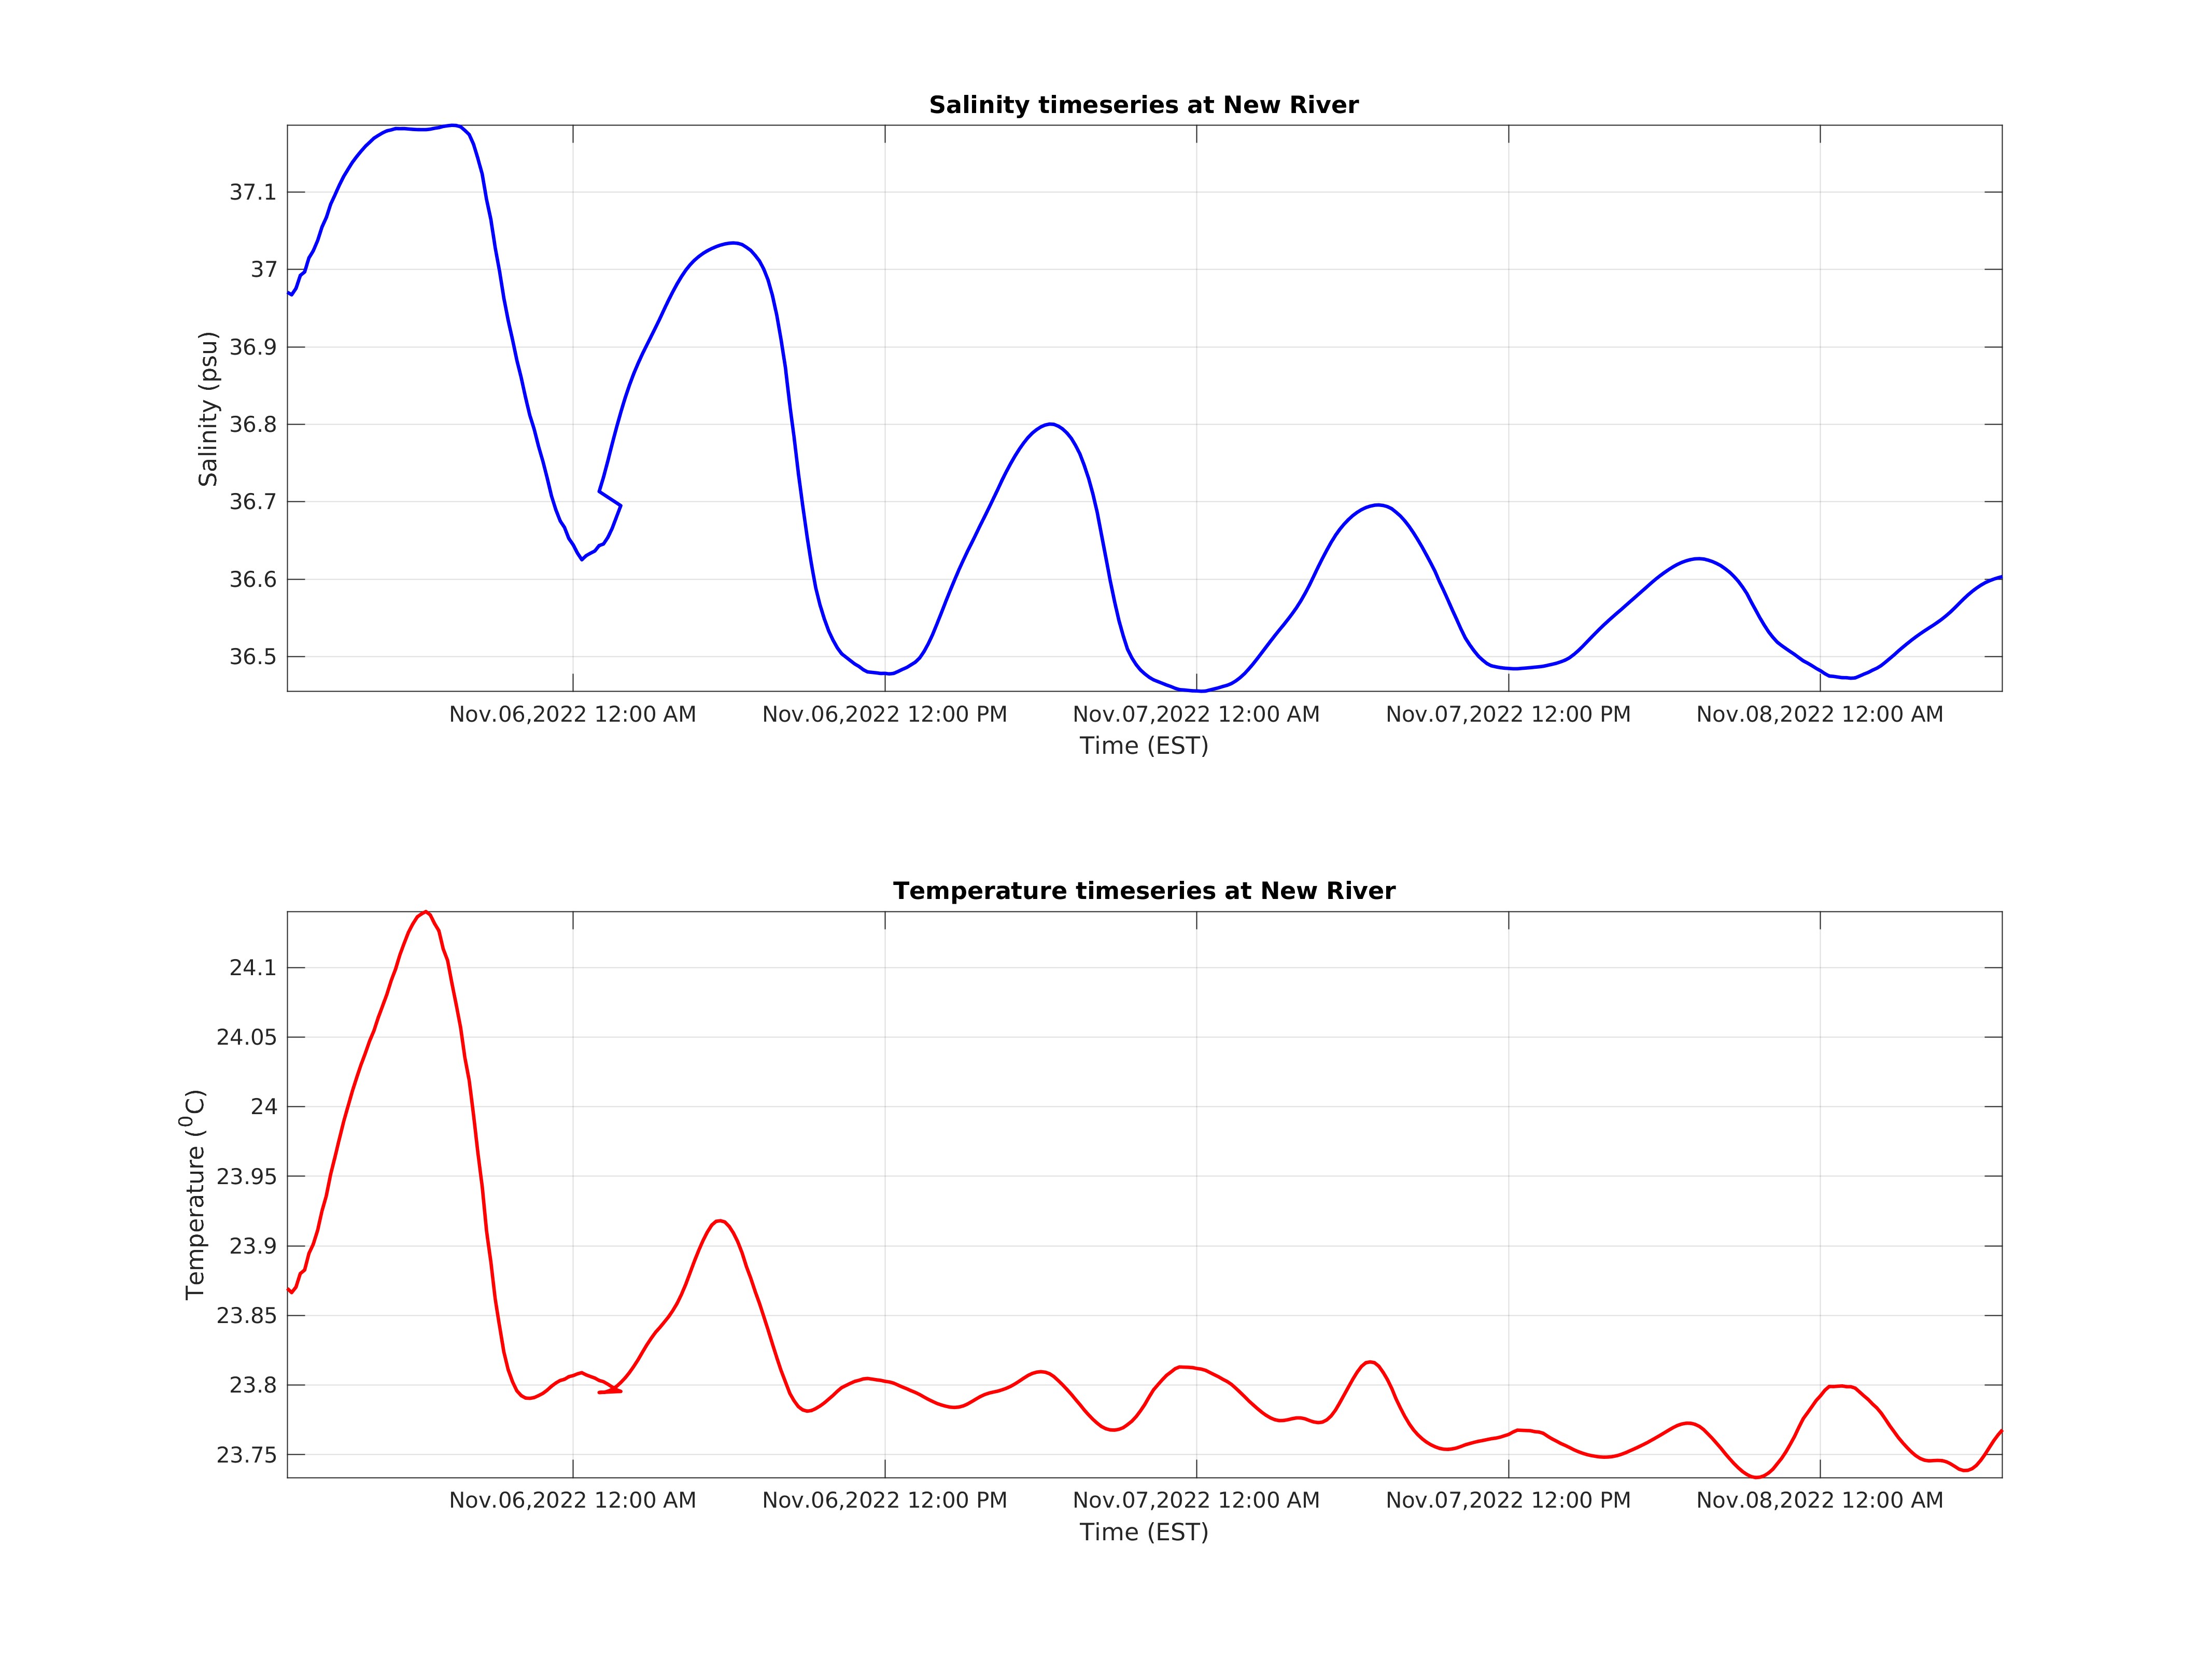 Salinity timeseries at New River
37.1
37
36.9
36.8
36.7
36.6
36.5
Salinity (psu)
Nov.06,2022 12:00 AM Nov.06,2022 12:00 PM Nov.07,2022 12:00 AM Nov.07,2022 12:00 PM Nov.08,2022 12:00 AM
Time (EST)
Temperature timeseries at New River
24.1
24.05
24
23.95
23.9
23.85
23.8
23.75
Temperature (⁰C)
Nov.06,2022 12:00 AM Nov.06,2022 12:00 PM Nov.07,2022 12:00 AM Nov.07,2022 12:00 PM Nov.08,2022 12:00 AM
Time (EST)